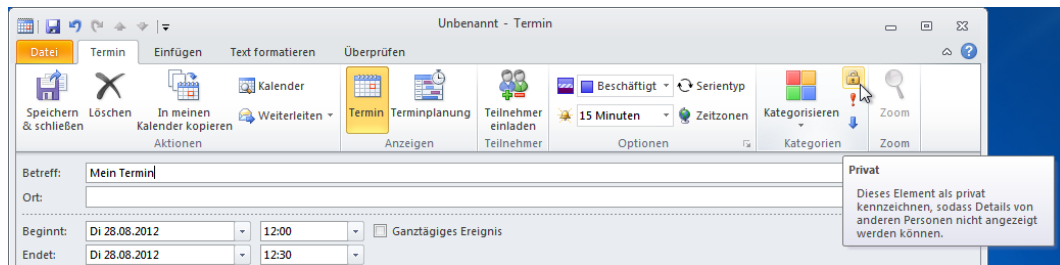 Unbenannt - Termin
Datei Termin Einfügen Text formatieren Überprüfen
Speichern & schließen
Löschen
In meinen Kalender kopieren
Kalender
Weiterleiten
Aktionen
Termin
Terminplanung
Anzeigen
Teilnehmer einladen
Teilnehmer
Beschäftigt
Serientyp
15 Minuten
Zeitzonen
Optionen
Kategorisieren
Kategorien
Zoom
Zoom
Betreff: Mein Termin
Ort:
Beginnt: Di 28.08.2012 12:00 Ganztägiges Ereignis
Endet: Di 28.08.2012 12:30
Privat
Dieses Element als privat
kennzeichnen, sodass Details von
anderen Personen nicht angezeigt
werden können.